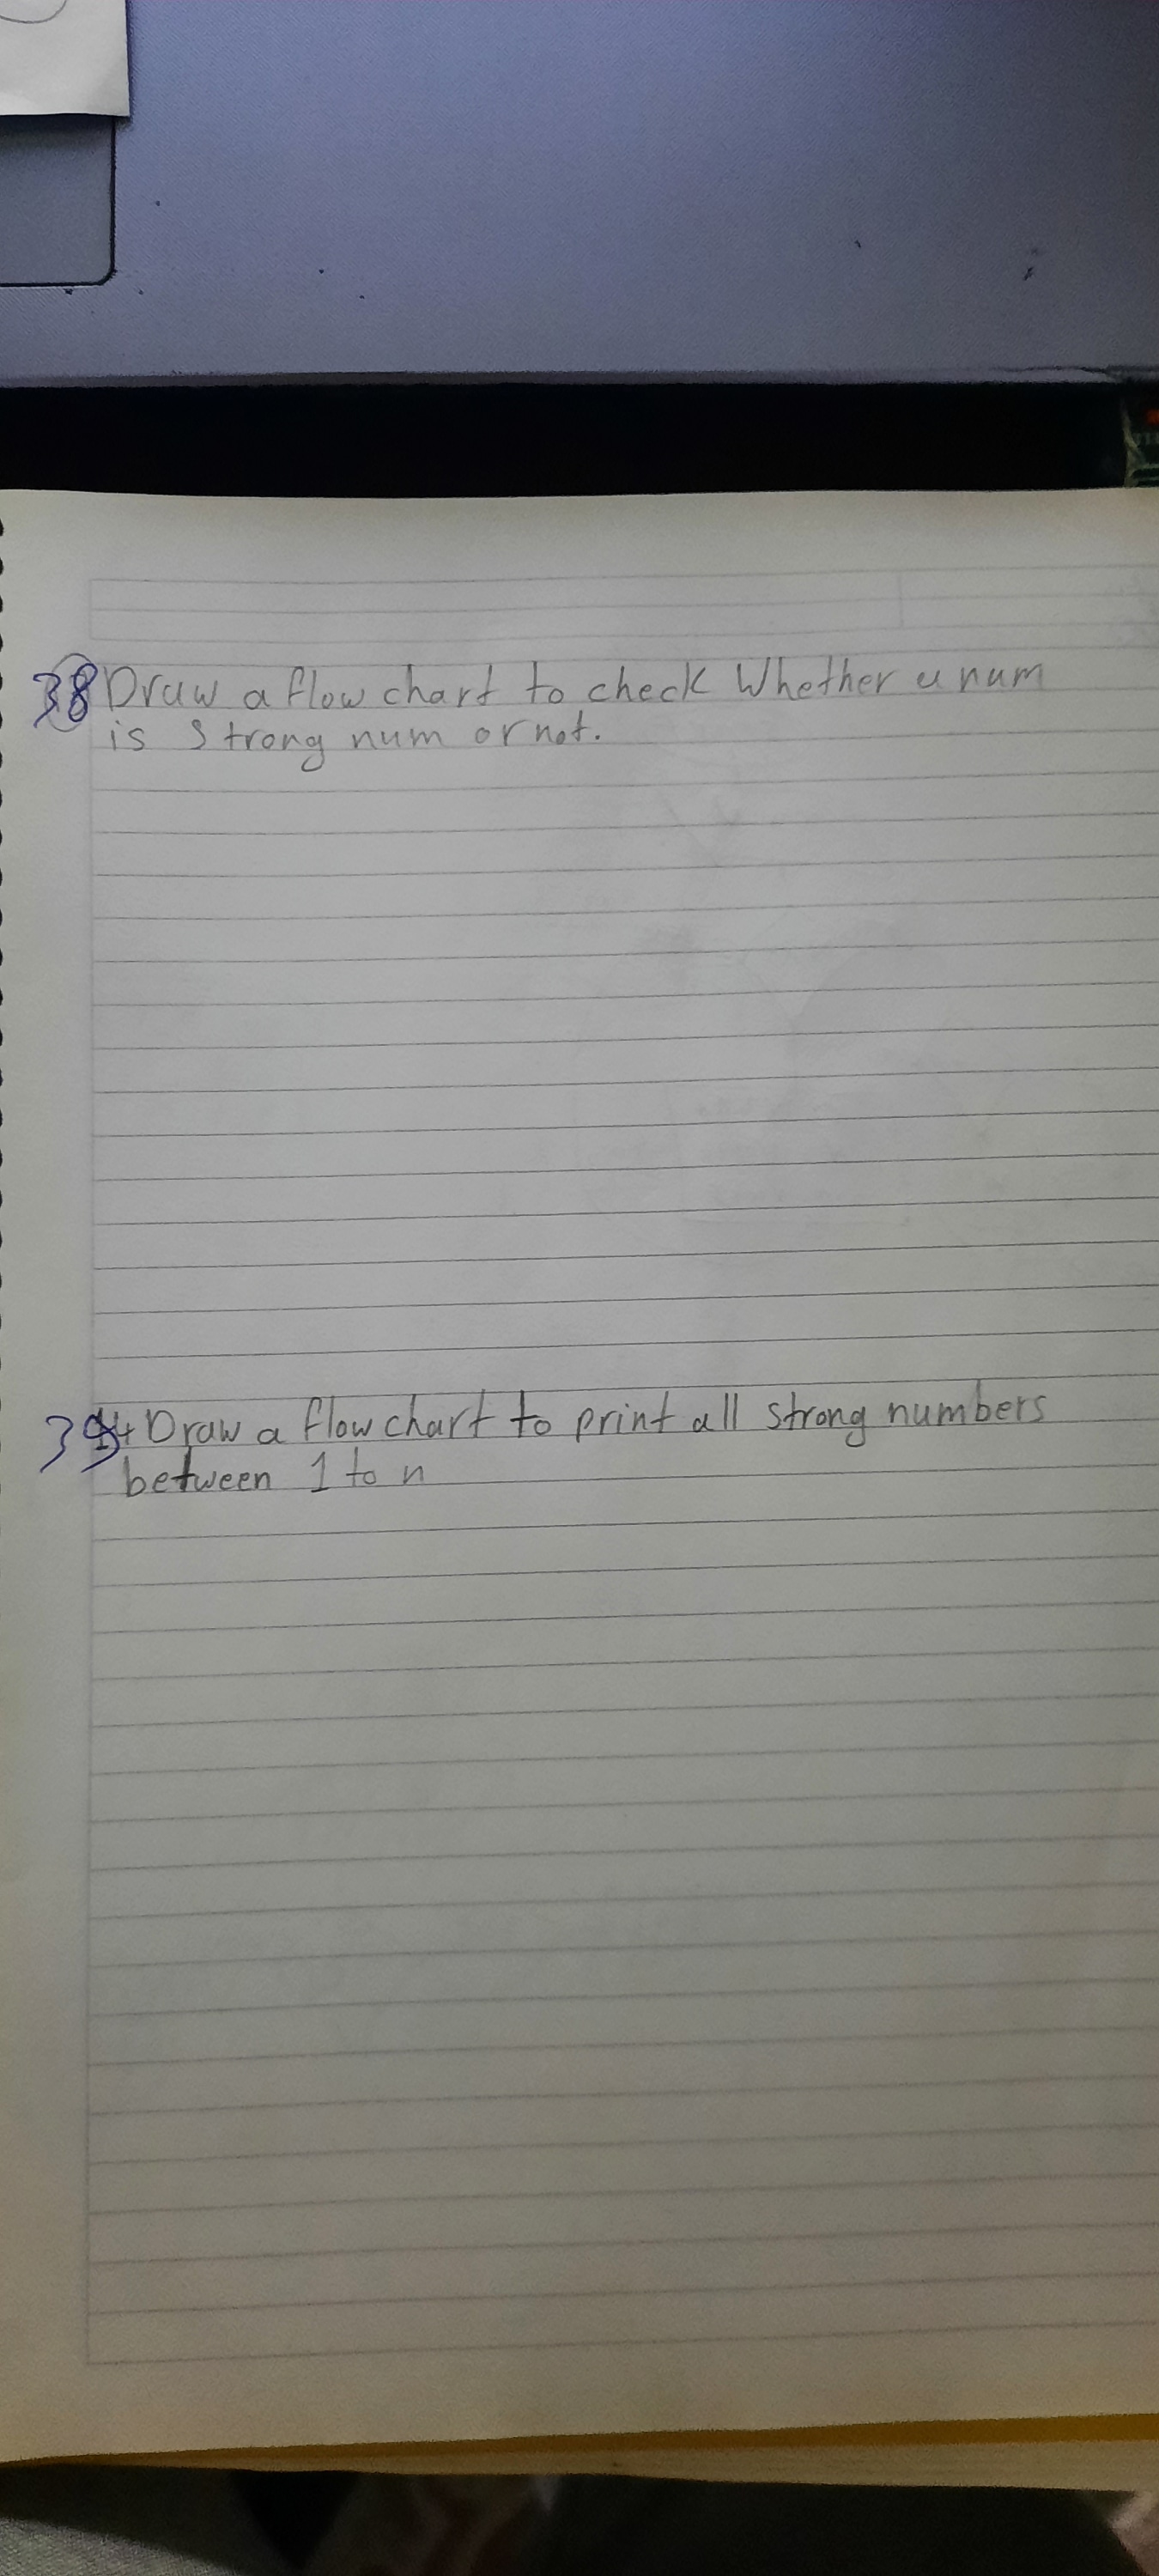 38 Draw a flow chart to check Whether a num
is Strong num or not.
39 Draw a flow chart to print all strong numbers
between 1 to n